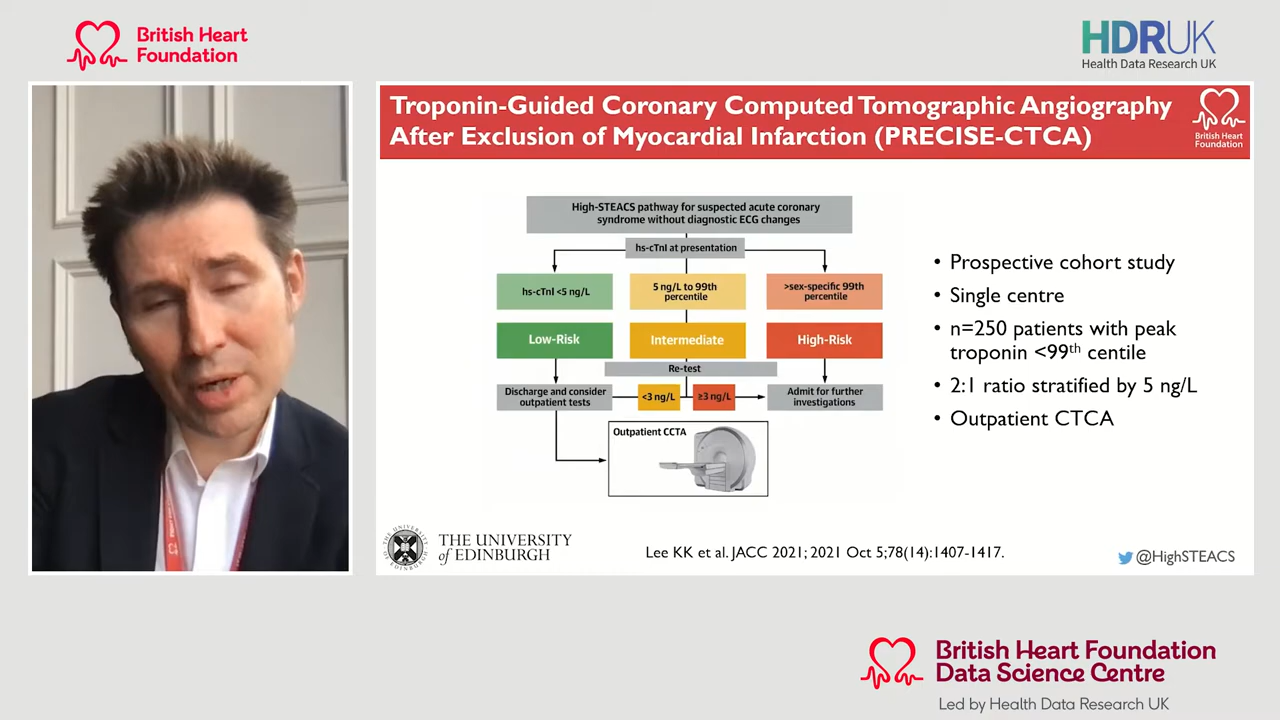 British Heart
Foundation
HDRUK
Health Data Research UK
Troponin-Guided Coronary Computed Tomographic Angiography
After Exclusion of Myocardial Infarction (PRECISE-CTCA)
British Heart
Foundation
High-STEACS pathway for suspected acute coronary
syndrome without diagnostic ECG changes
hs-cTnI at presentation
hs-cTnI <5 ng/L
5 ng/L to 99th
percentile
>sex-specific 99th
percentile
Low-Risk
Intermediate
High-Risk
Re-test
Discharge and consider
outpatient tests
<3 ng/L
≥3 ng/L
Admit for further
investigations
Outpatient CCTA
• Prospective cohort study
• Single centre
• n=250 patients with peak
troponin <99th centile
• 2:1 ratio stratified by 5 ng/L
• Outpatient CTCA
THE UNIVERSITY
of EDINBURGH
Lee KK et al. JACC 2021; 2021 Oct 5;78(14):1407-1417.
@HighSTEACS
British Heart Foundation
Data Science Centre
Led by Health Data Research UK